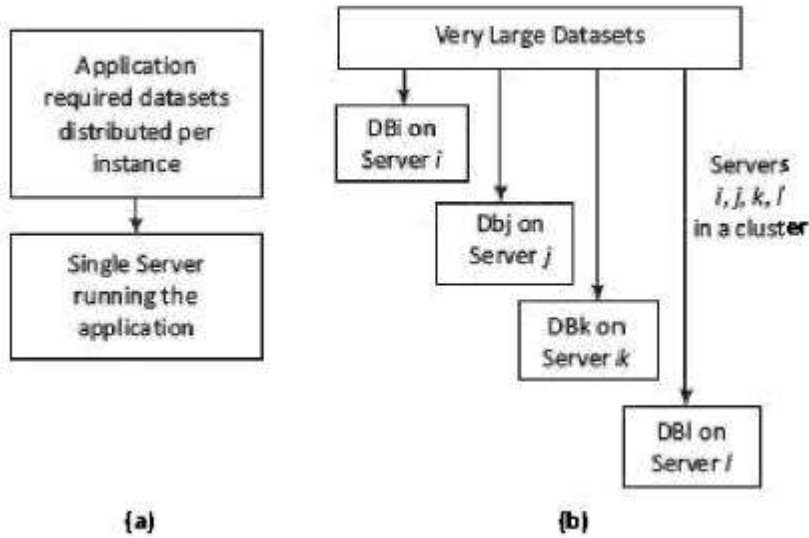 Application
required datasets
distributed per
instance
Single Server
running the
application
(a)
Very Large Datasets
DBi on
Server i
Dbj on
Server j
DBk on
Server k
DBl on
Server l
Servers
i, j, k, l
in a cluster
(b)